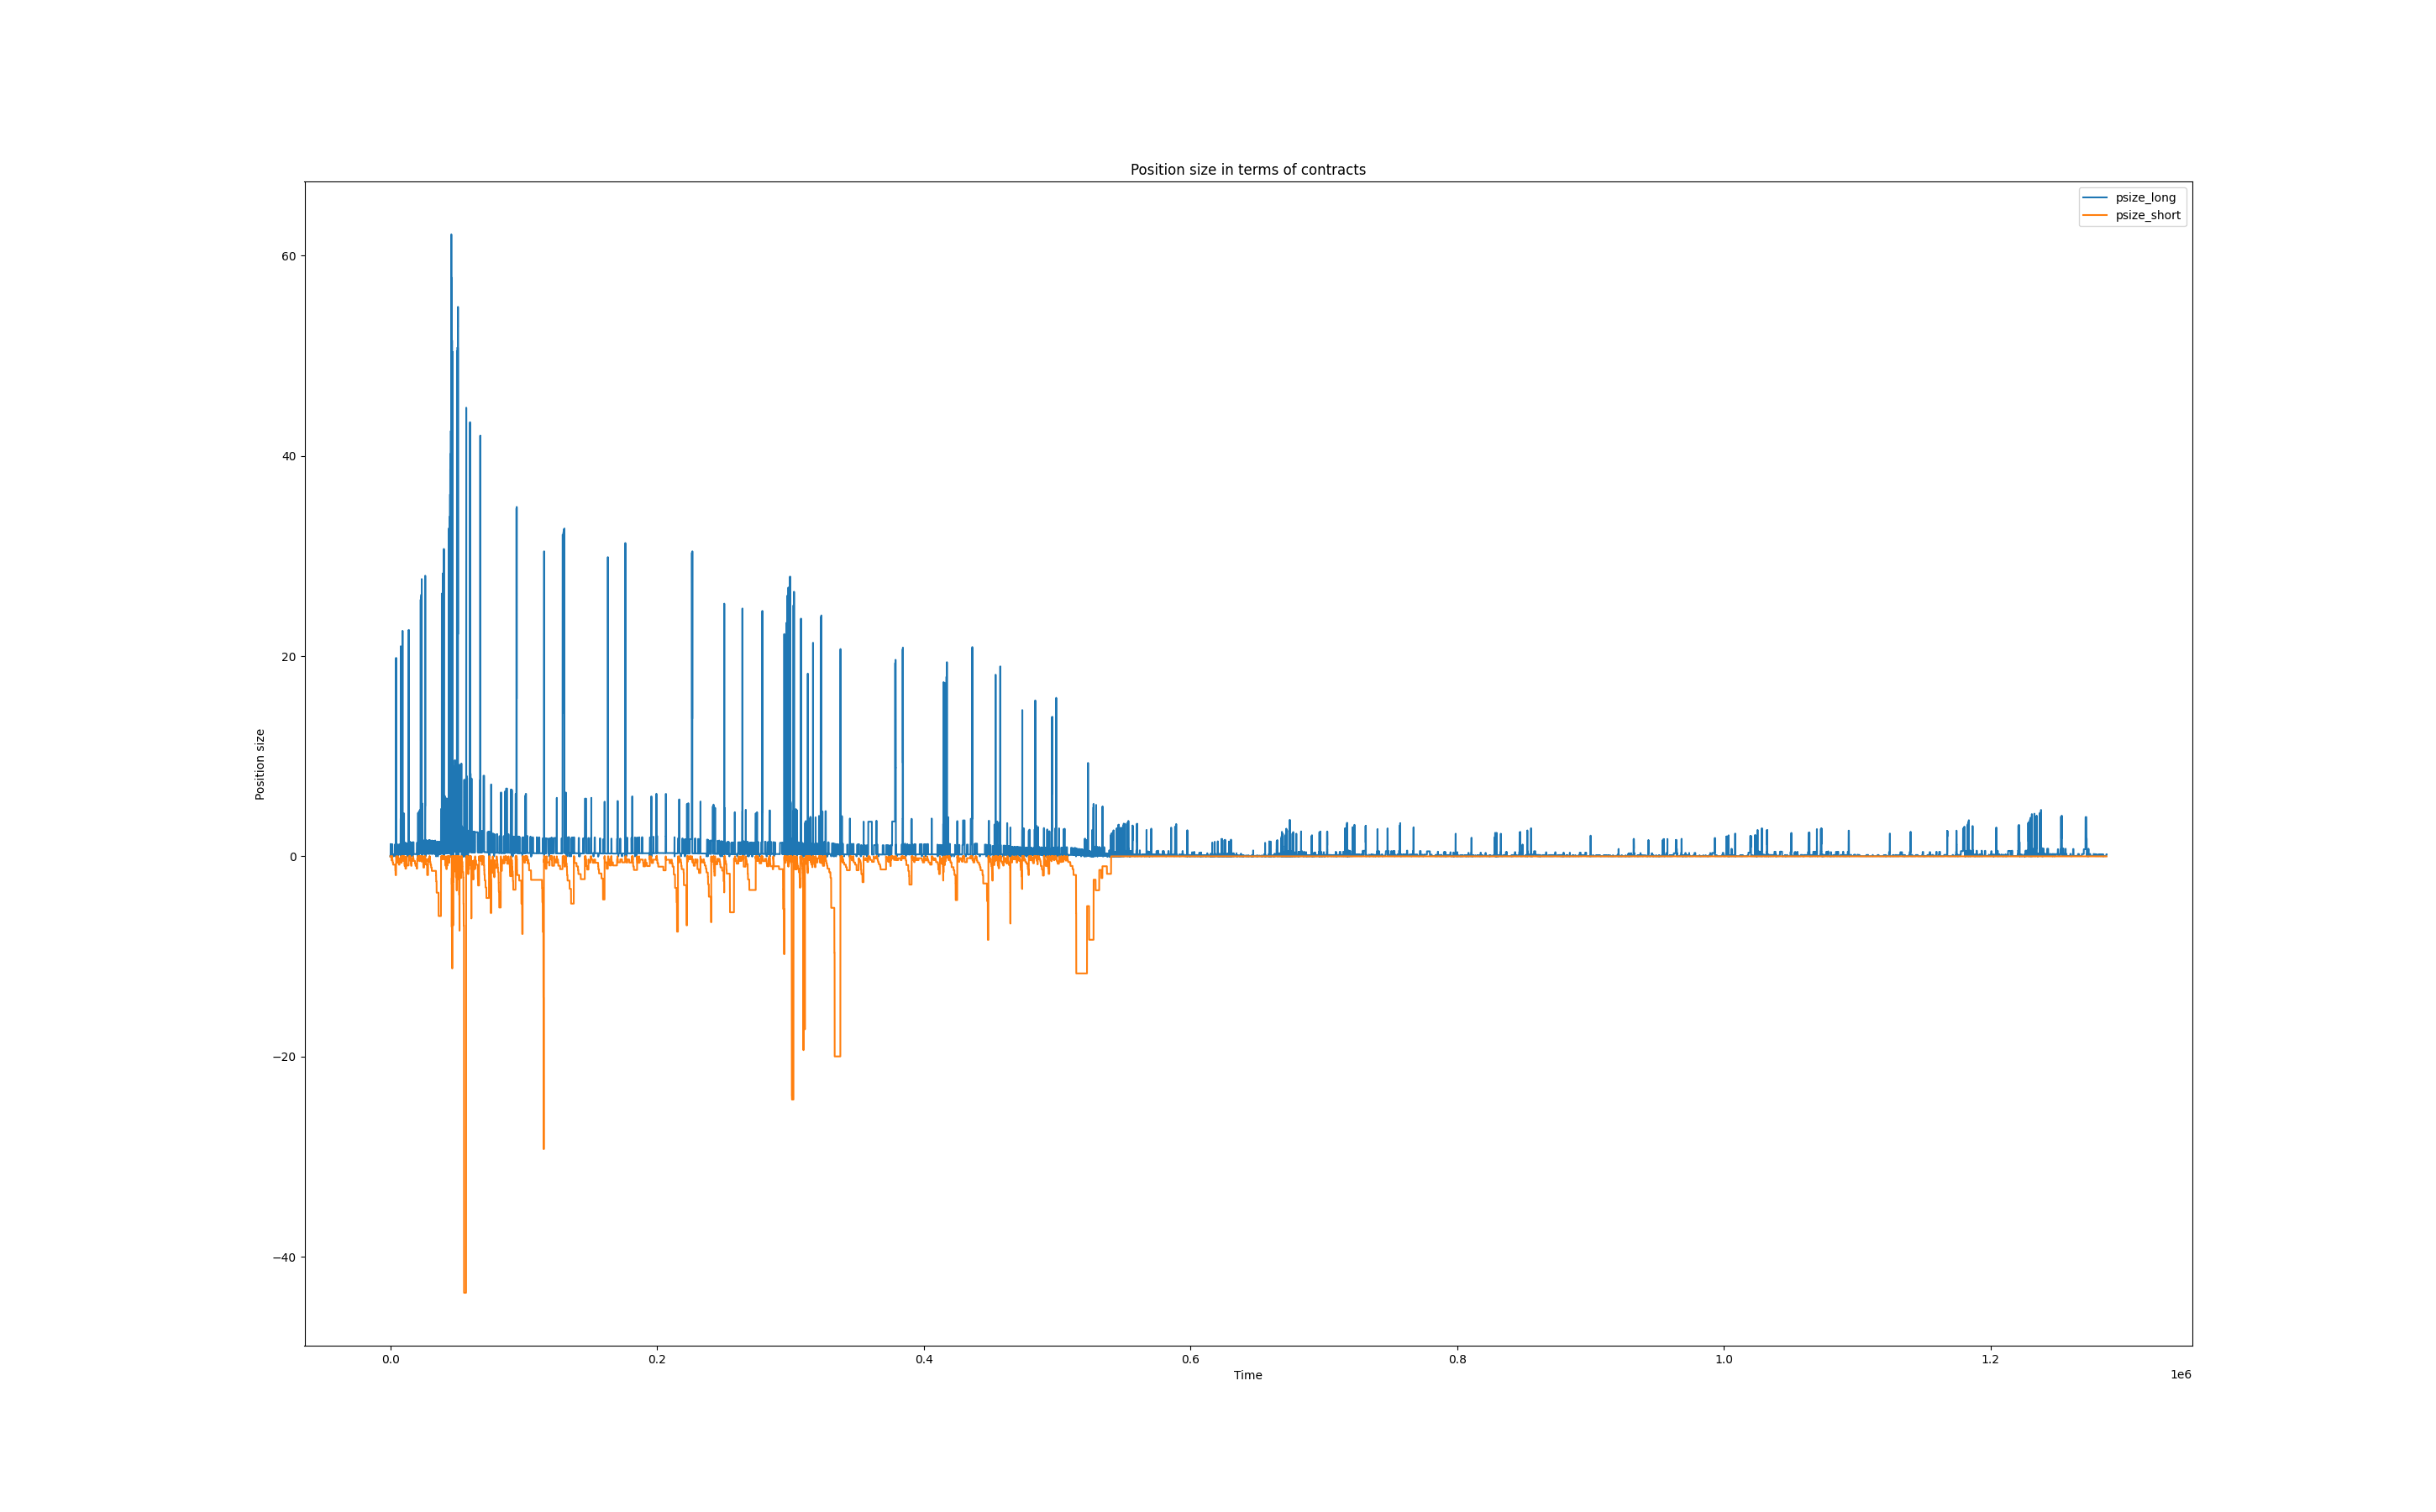 Position size in terms of contracts
psize_long
psize_short
60
40
20
0
−20
−40
Position size
0.0 0.2 0.4 0.6 0.8 1.0 1.2
Time
1e6